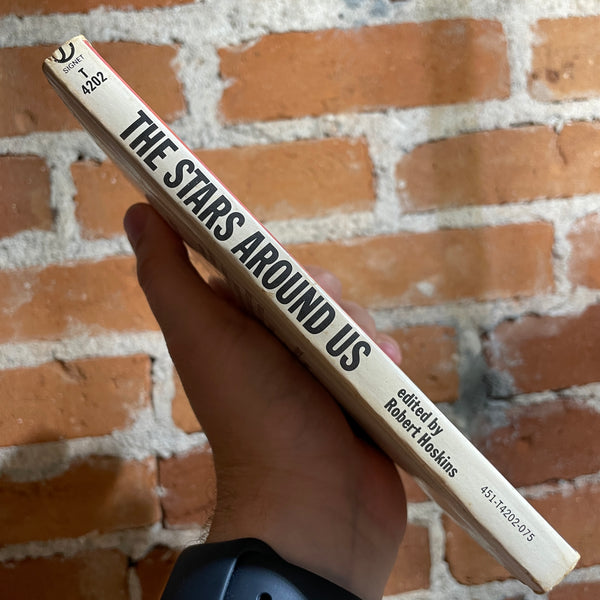 SIGNET
T
4202
THE STARS AROUND US
edited by
Robert Hoskins
451-T4202-075